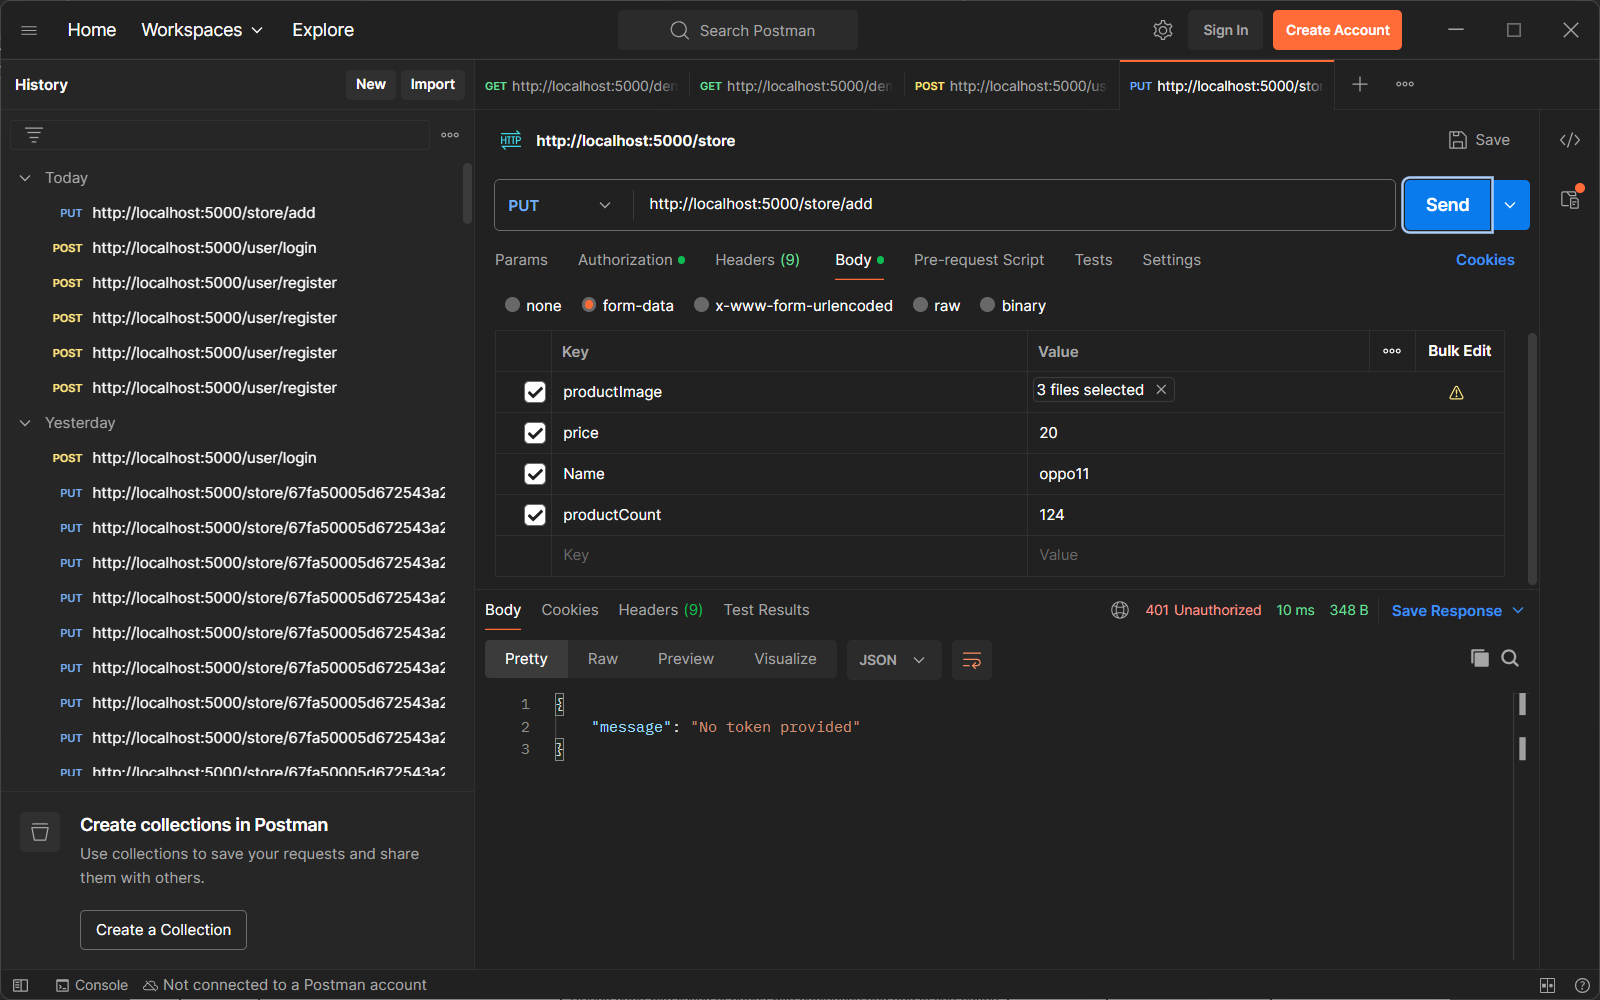 Home Workspaces Explore Search Postman Sign In Create Account
History New Import
GET http://localhost:5000/den GET http://localhost:5000/den POST http://localhost:5000/us PUT http://localhost:5000/stor
HTTP http://localhost:5000/store Save
Today
PUT http://localhost:5000/store/add
POST http://localhost:5000/user/login
POST http://localhost:5000/user/register
POST http://localhost:5000/user/register
POST http://localhost:5000/user/register
POST http://localhost:5000/user/register
Yesterday
POST http://localhost:5000/user/login
PUT http://localhost:5000/store/67fa50005d672543a2
PUT http://localhost:5000/store/67fa50005d672543a2
PUT http://localhost:5000/store/67fa50005d672543a2
PUT http://localhost:5000/store/67fa50005d672543a2
PUT http://localhost:5000/store/67fa50005d672543a2
PUT http://localhost:5000/store/67fa50005d672543a2
PUT http://localhost:5000/store/67fa50005d672543a2
PUT http://localhost:5000/store/67fa50005d672543a2
PUT http://localhost:5000/store/67fa50005d672543a2
Create collections in Postman
Use collections to save your requests and share
them with others.
Create a Collection
PUT http://localhost:5000/store/add Send
Params Authorization Headers (9) Body Pre-request Script Tests Settings Cookies
none form-data x-www-form-urlencoded raw binary
Key Value Bulk Edit
productImage 3 files selected
price 20
Name oppo11
productCount 124
Key Value
Body Cookies Headers (9) Test Results 401 Unauthorized 10 ms 348 B Save Response
Pretty Raw Preview Visualize JSON
1 {
2 "message": "No token provided"
3 }
Console Not connected to a Postman account